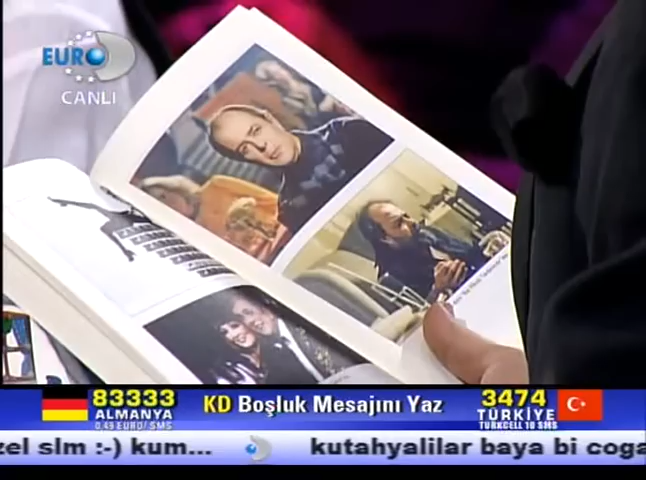 EURO D
CANLI
83333
ALMANYA
0,49 EURO/ SMS
KD Boşluk Mesajını Yaz
3474
TÜRKİYE
TURKCELL 10 SMS
zel slm :-) kum... kutahyalilar baya bi coga